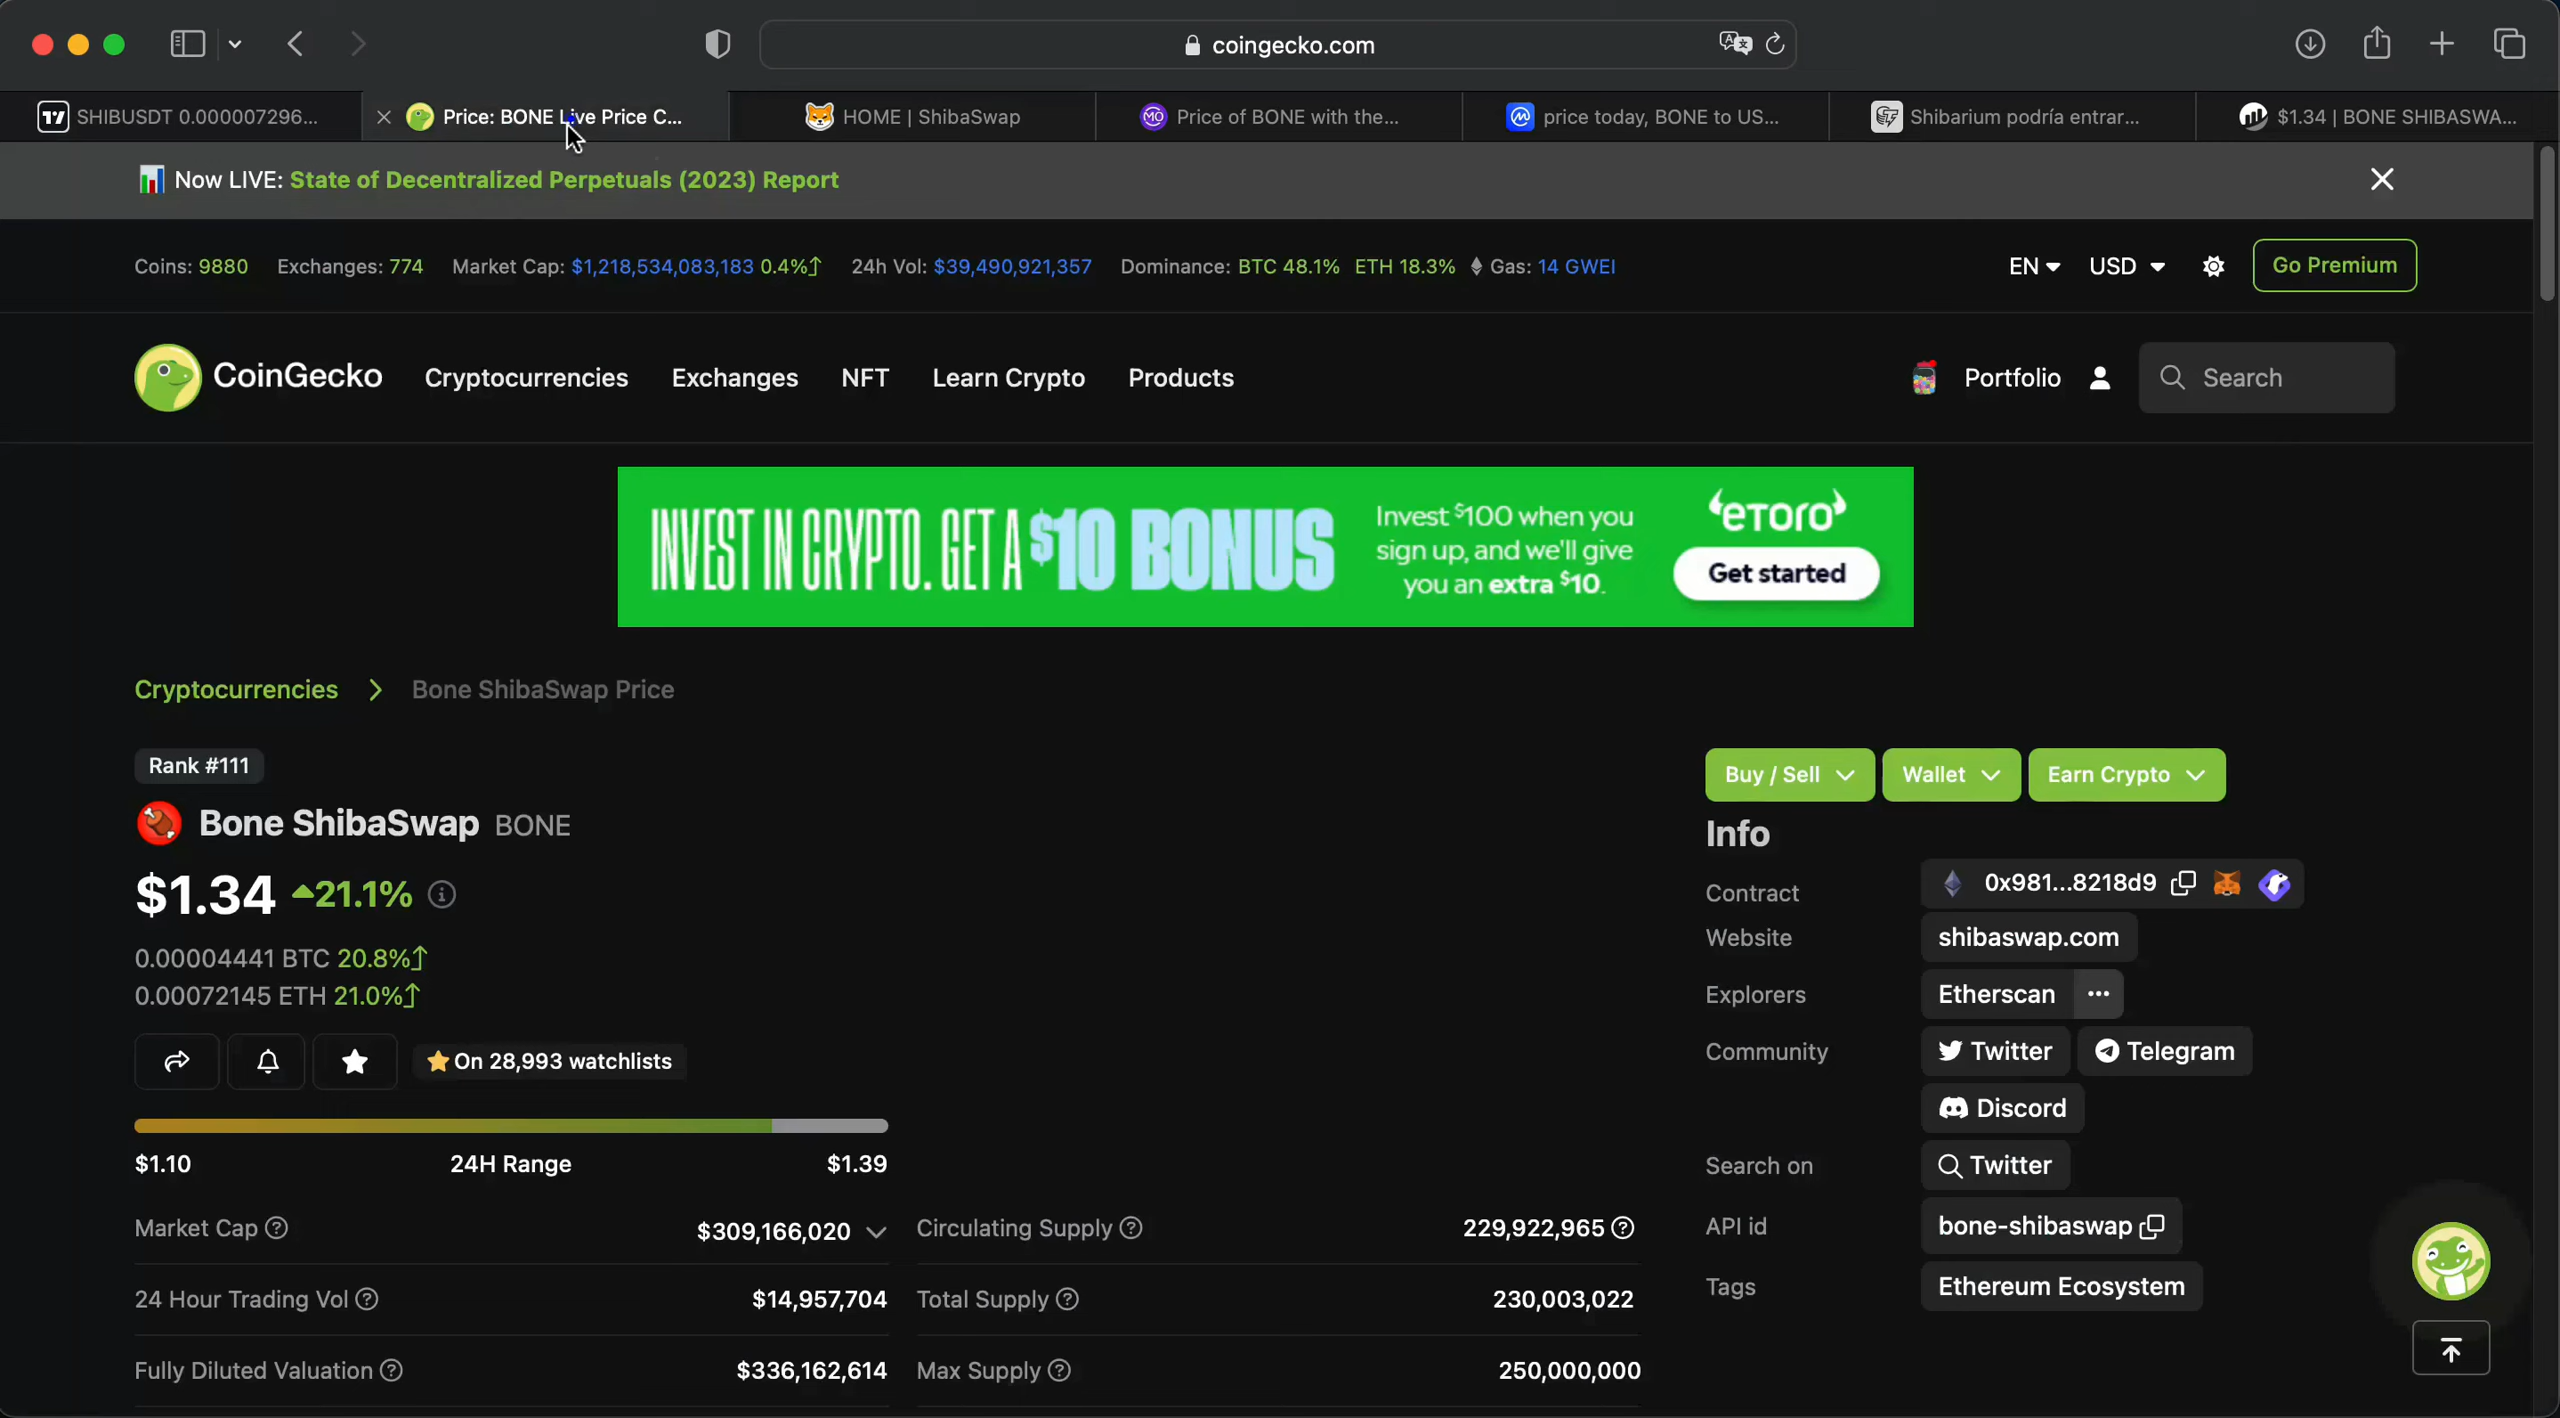 coingecko.com
SHIBUSDT 0.000007296...
Price: BONE Live Price C...
HOME | ShibaSwap
Price of BONE with the...
price today, BONE to US...
Shibarium podría entrar...
$1.34 | BONE SHIBASWA...
Now LIVE: State of Decentralized Perpetuals (2023) Report
Coins: 9880 Exchanges: 774 Market Cap: $1,218,534,083,183 0.4% 24h Vol: $39,490,921,357 Dominance: BTC 48.1% ETH 18.3% Gas: 14 GWEI
EN USD Go Premium
CoinGecko Cryptocurrencies Exchanges NFT Learn Crypto Products
Portfolio Search
INVEST IN CRYPTO. GET A $10 BONUS
Invest $100 when you
sign up, and we'll give
you an extra $10.
eTORO
Get started
Cryptocurrencies > Bone ShibaSwap Price
Rank #111
Bone ShibaSwap BONE
$1.34 21.1%
0.00004441 BTC 20.8%
0.00072145 ETH 21.0%
On 28,993 watchlists
$1.10 24H Range $1.39
Market Cap $309,166,020
24 Hour Trading Vol $14,957,704
Fully Diluted Valuation $336,162,614
Circulating Supply 229,922,965
Total Supply 230,003,022
Max Supply 250,000,000
Buy / Sell Wallet Earn Crypto
Info
Contract 0x981...8218d9
Website shibaswap.com
Explorers Etherscan ...
Community Twitter Telegram
Discord
Search on Twitter
API id bone-shibaswap
Tags Ethereum Ecosystem